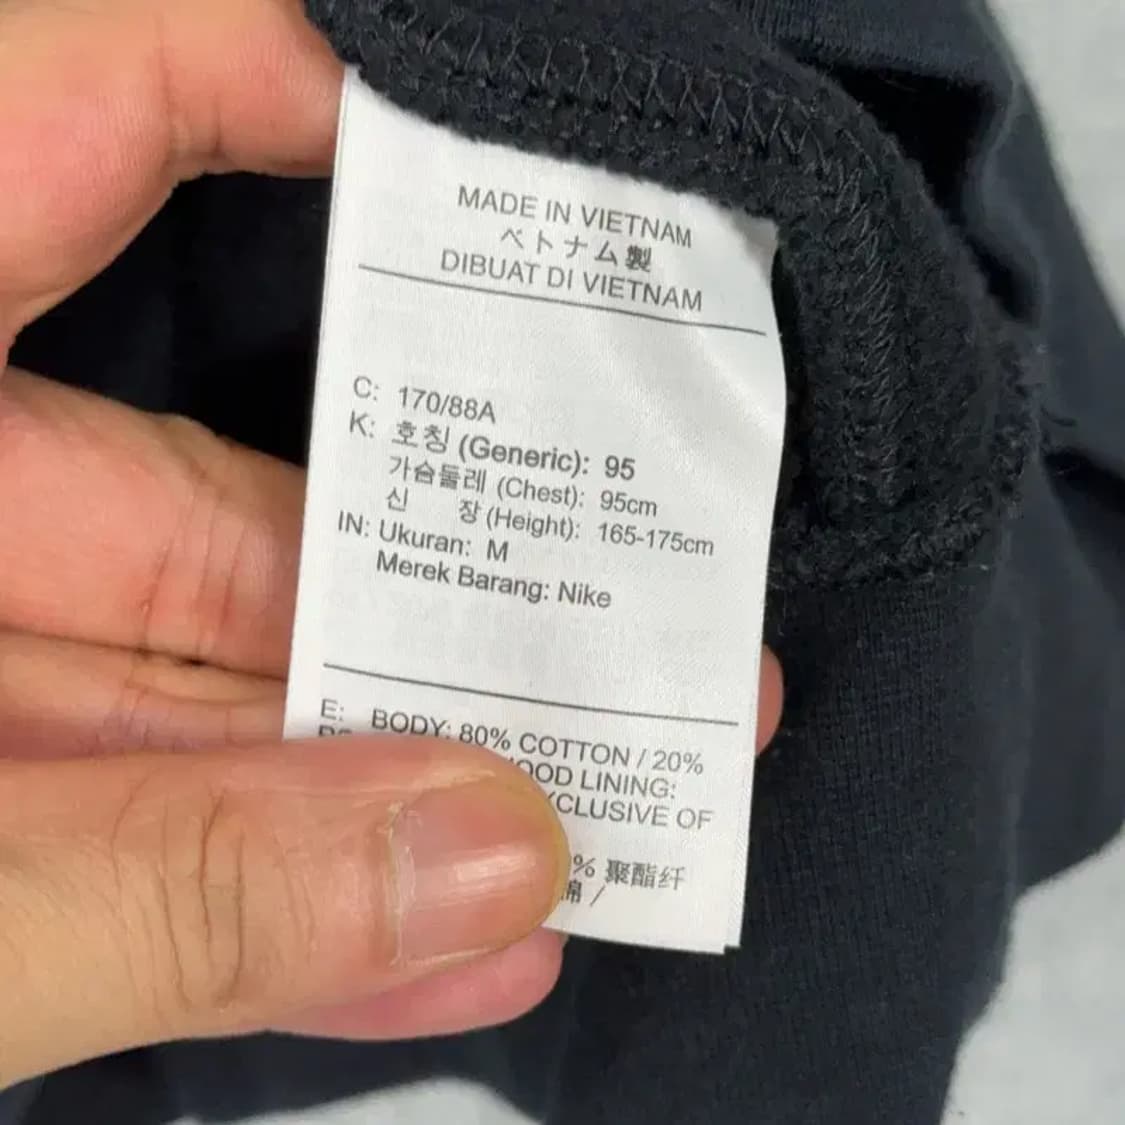 MADE IN VIETNAM
ベトナム製
DIBUAT DI VIETNAM
C: 170/88A
K: 호칭 (Generic): 95
가슴둘레 (Chest): 95cm
신 장 (Height): 165-175cm
IN: Ukuran: M
Merek Barang: Nike
E: BODY: 80% COTTON / 20%
LINING:
OF
% 聚酯纤
/